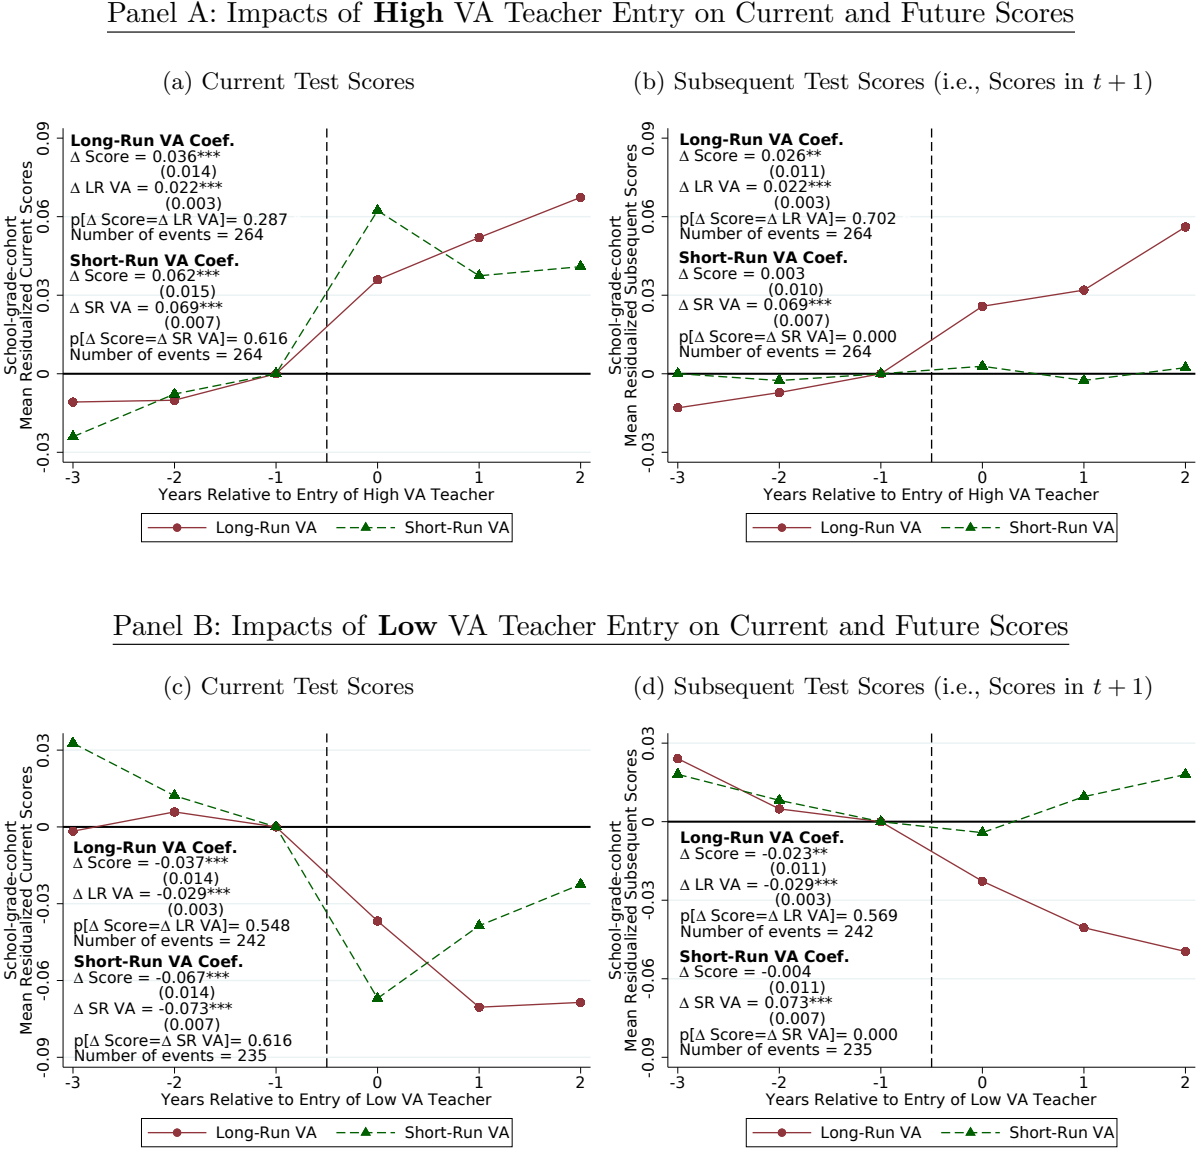 Panel A: Impacts of High VA Teacher Entry on Current and Future Scores
(a) Current Test Scores
School-grade-cohort
Mean Residualized Current Scores
0.09
0.06
0.03
0
-0.03
Long-Run VA Coef.
Δ Score = 0.036***
(0.014)
Δ LR VA = 0.022***
(0.003)
p[Δ Score=Δ LR VA]= 0.287
Number of events = 264
Short-Run VA Coef.
Δ Score = 0.062***
(0.015)
Δ SR VA = 0.069***
(0.007)
p[Δ Score=Δ SR VA]= 0.616
Number of events = 264
-3 -2 -1 0 1 2
Years Relative to Entry of High VA Teacher
Long-Run VA Short-Run VA
(b) Subsequent Test Scores (i.e., Scores in t + 1)
School-grade-cohort
Mean Residualized Subsequent Scores
0.09
0.06
0.03
0
-0.03
Long-Run VA Coef.
Δ Score = 0.026**
(0.011)
Δ LR VA = 0.022***
(0.003)
p[Δ Score=Δ LR VA]= 0.702
Number of events = 264
Short-Run VA Coef.
Δ Score = 0.003
(0.010)
Δ SR VA = 0.069***
(0.007)
p[Δ Score=Δ SR VA]= 0.000
Number of events = 264
-3 -2 -1 0 1 2
Years Relative to Entry of High VA Teacher
Long-Run VA Short-Run VA
Panel B: Impacts of Low VA Teacher Entry on Current and Future Scores
(c) Current Test Scores
School-grade-cohort
Mean Residualized Current Scores
0.03
0
-0.03
-0.06
-0.09
Long-Run VA Coef.
Δ Score = -0.037***
(0.014)
Δ LR VA = -0.029***
(0.003)
p[Δ Score=Δ LR VA]= 0.548
Number of events = 242
Short-Run VA Coef.
Δ Score = -0.067***
(0.014)
Δ SR VA = -0.073***
(0.007)
p[Δ Score=Δ SR VA]= 0.616
Number of events = 235
-3 -2 -1 0 1 2
Years Relative to Entry of Low VA Teacher
Long-Run VA Short-Run VA
(d) Subsequent Test Scores (i.e., Scores in t + 1)
School-grade-cohort
Mean Residualized Subsequent Scores
0.03
0
-0.03
-0.06
-0.09
Long-Run VA Coef.
Δ Score = -0.023**
(0.011)
Δ LR VA = -0.029***
(0.003)
p[Δ Score=Δ LR VA]= 0.569
Number of events = 242
Short-Run VA Coef.
Δ Score = -0.004
(0.011)
Δ SR VA = 0.073***
(0.007)
p[Δ Score=Δ SR VA]= 0.000
Number of events = 235
-3 -2 -1 0 1 2
Years Relative to Entry of Low VA Teacher
Long-Run VA Short-Run VA